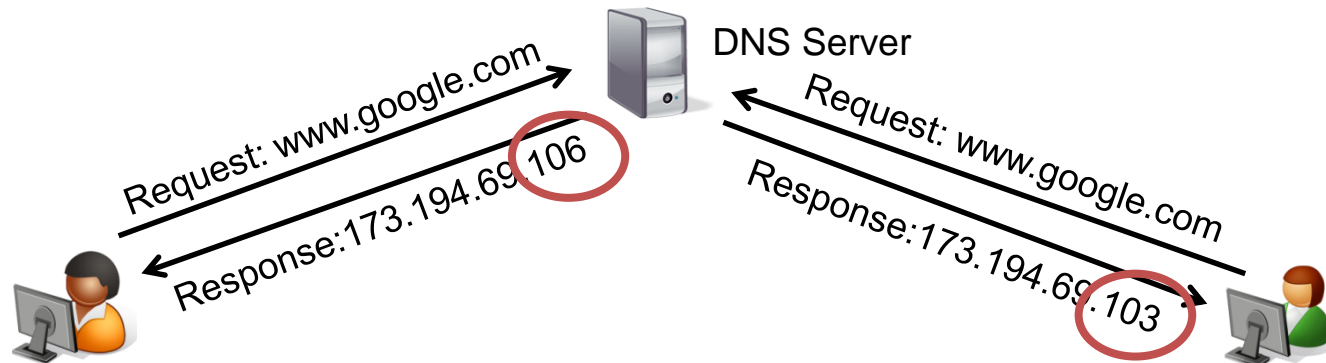 DNS Server
Request: www.google.com
Response:173.194.69.106
Request: www.google.com
Response:173.194.69.103